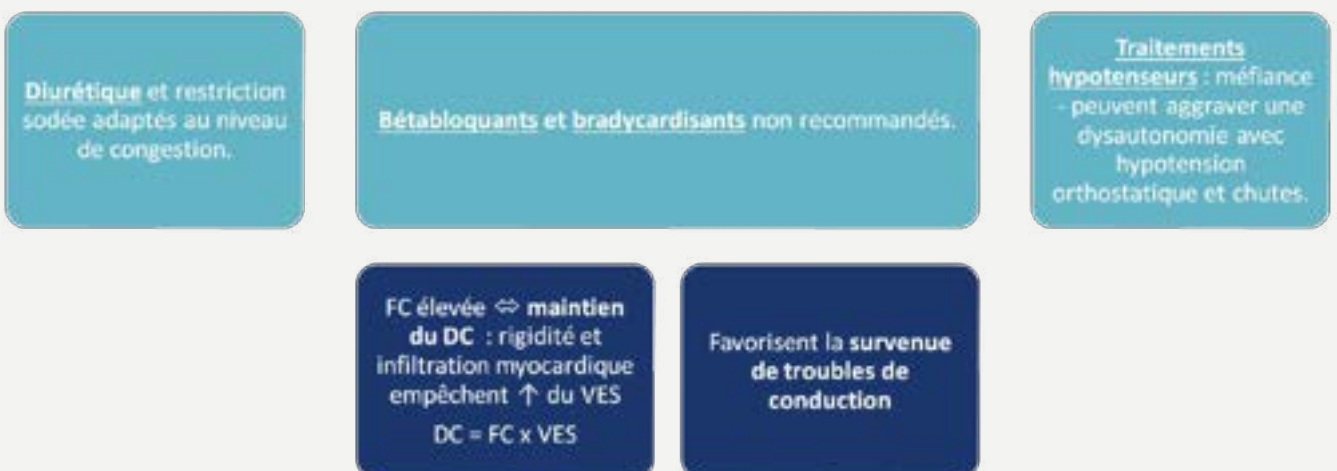 Diurétique et restriction
sodée adaptés au niveau
de congestion.
Bétabloquants et bradycardisants non recommandés.
Traitements
hypotenseurs : méfiance
- peuvent aggraver une
dysautonomie avec
hypotension
orthostatique et chutes.
FC élevée ⇔ maintien
du DC : rigidité et
infiltration myocardique
empêchent ↑ du VES
DC = FC x VES
Favorisent la survenue
de troubles de
conduction